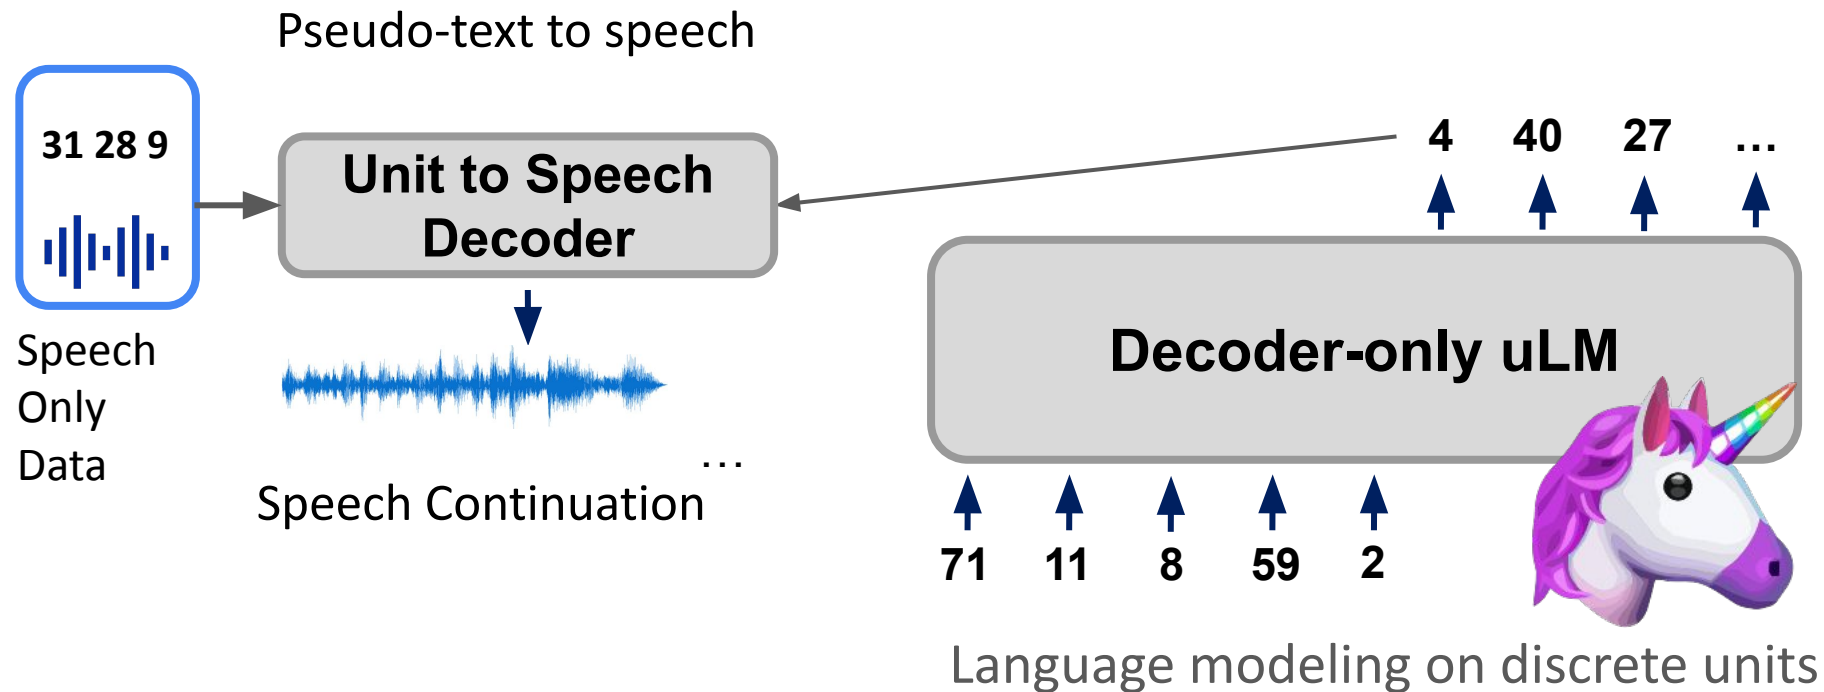 Pseudo-text to speech
31 28 9
Unit to Speech
Decoder
Speech
Only
Data
…
Speech Continuation
4 40 27 …
Decoder-only uLM
71 11 8 59 2
Language modeling on discrete units